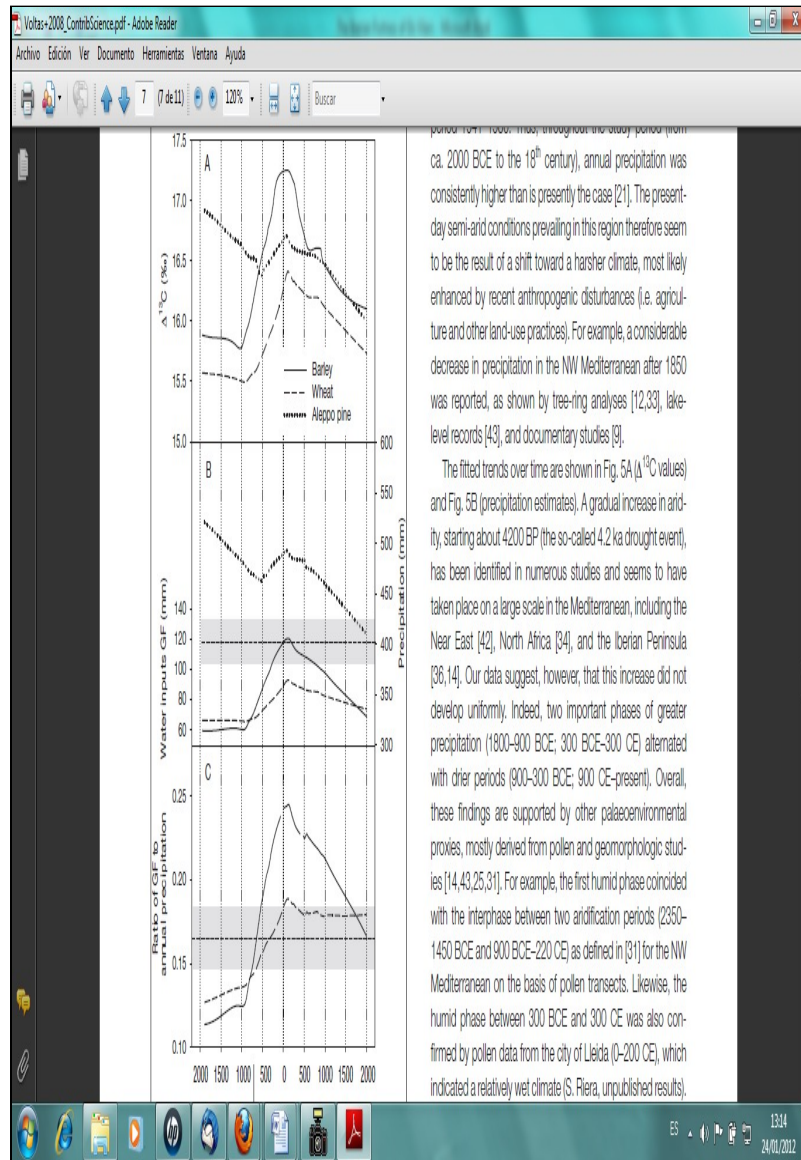 Voltas+2008_ContribScience.pdf - Adobe Reader
Archivo Edición Ver Documento Herramientas Ventana Ayuda
7 (7 de 11) 120% Buscar
17.5
17.0
16.5
16.0
15.5
15.0
Δ13C (‰)
A
Barley
Wheat
Aleppo pine
B
600
550
500
450
400
350
300
Precipitation (mm)
140
120
100
80
60
Water inputs GF (mm)
C
0.25
0.20
0.15
0.10
Ratio of GF to
annual precipitation
2000 1500 1000 500 0 500 1000 1500 2000
ca. 2000 BCE to the 18th century), annual precipitation was
consistently higher than is presently the case [21]. The present-
day semi-arid conditions prevailing in this region therefore seem
to be the result of a shift toward a harsher climate, most likely
enhanced by recent anthropogenic disturbances (i.e. agricul-
ture and other land-use practices). For example, a considerable
decrease in precipitation in the NW Mediterranean after 1850
was reported, as shown by tree-ring analyses [12,33], lake-
level records [43], and documentary studies [9].
The fitted trends over time are shown in Fig. 5A (Δ13C values)
and Fig. 5B (precipitation estimates). A gradual increase in arid-
ity, starting about 4200 BP (the so-called 4.2 ka drought event),
has been identified in numerous studies and seems to have
taken place on a large scale in the Mediterranean, including the
Near East [42], North Africa [34], and the Iberian Peninsula
[36,14]. Our data suggest, however, that this increase did not
develop uniformly. Indeed, two important phases of greater
precipitation (1800–900 BCE; 300 BCE–300 CE) alternated
with drier periods (900–300 BCE; 900 CE–present). Overall,
these findings are supported by other palaeoenvironmental
proxies, mostly derived from pollen and geomorphologic stud-
ies [14,43,25,31]. For example, the first humid phase coincided
with the interphase between two aridification periods (2350–
1450 BCE and 900 BCE–220 CE) as defined in [31] for the NW
Mediterranean on the basis of pollen transects. Likewise, the
humid phase between 300 BCE and 300 CE was also con-
firmed by pollen data from the city of Lleida (0–200 CE), which
indicated a relatively wet climate (S. Riera, unpublished results).
ES
13:14
24/01/2012